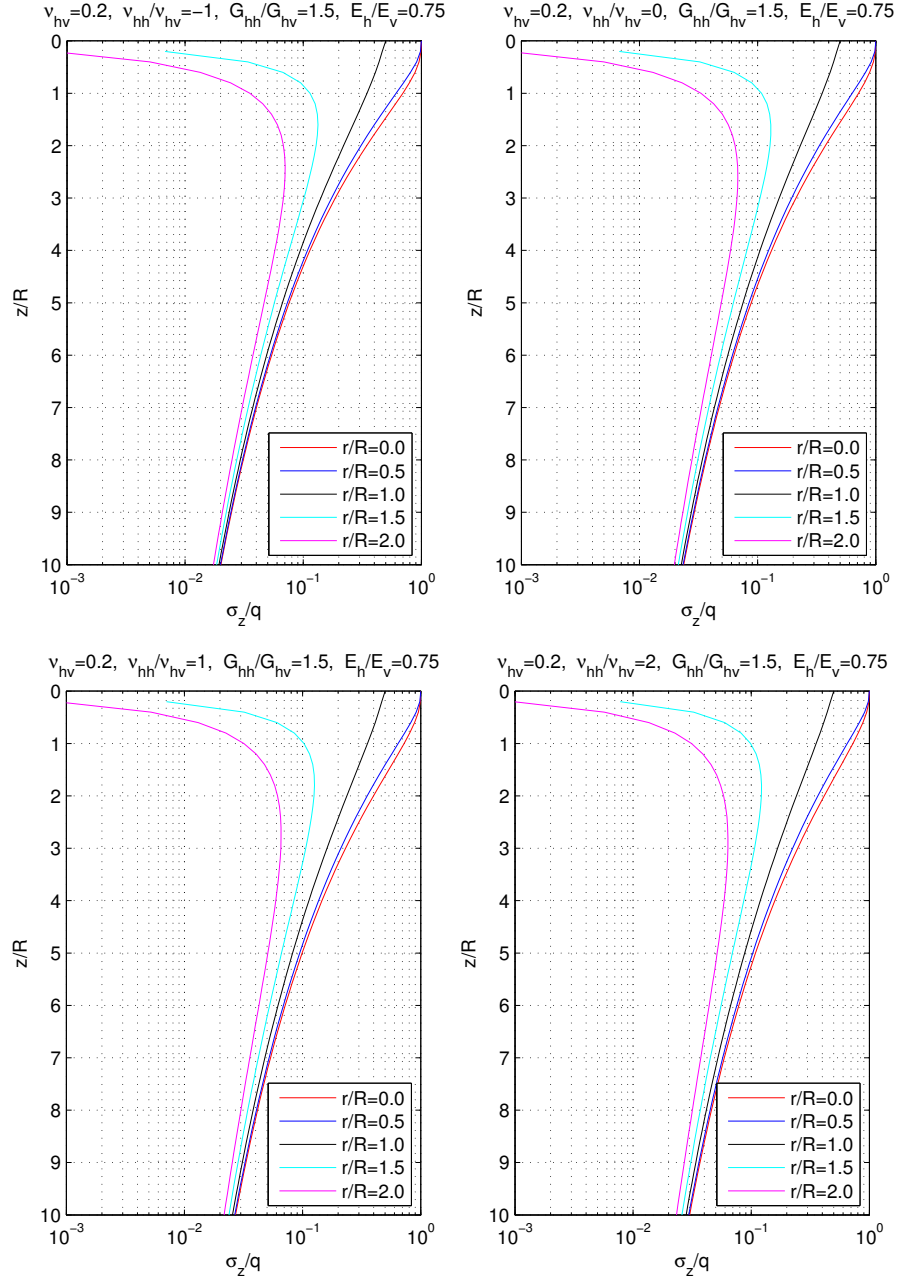 ν_hv=0.2, ν_hh/ν_hv=−1, G_hh/G_hv=1.5, E_h/E_v=0.75
0
1
2
3
4
5
6
7
8
9
10
z/R
r/R=0.0
r/R=0.5
r/R=1.0
r/R=1.5
r/R=2.0
10^−3 10^−2 10^−1 10^0
σ_z/q
ν_hv=0.2, ν_hh/ν_hv=0, G_hh/G_hv=1.5, E_h/E_v=0.75
0
1
2
3
4
5
6
7
8
9
10
z/R
r/R=0.0
r/R=0.5
r/R=1.0
r/R=1.5
r/R=2.0
10^−3 10^−2 10^−1 10^0
σ_z/q
ν_hv=0.2, ν_hh/ν_hv=1, G_hh/G_hv=1.5, E_h/E_v=0.75
0
1
2
3
4
5
6
7
8
9
10
z/R
r/R=0.0
r/R=0.5
r/R=1.0
r/R=1.5
r/R=2.0
10^−3 10^−2 10^−1 10^0
σ_z/q
ν_hv=0.2, ν_hh/ν_hv=2, G_hh/G_hv=1.5, E_h/E_v=0.75
0
1
2
3
4
5
6
7
8
9
10
z/R
r/R=0.0
r/R=0.5
r/R=1.0
r/R=1.5
r/R=2.0
10^−3 10^−2 10^−1 10^0
σ_z/q